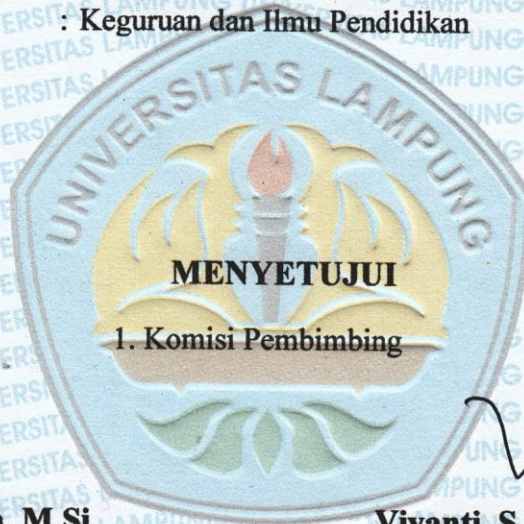 : Keguruan dan Ilmu Pendidikan
UNIVERSITAS LAMPUNG
MENYETUJUI
1. Komisi Pembimbing
M.Si.
Viyanti, S